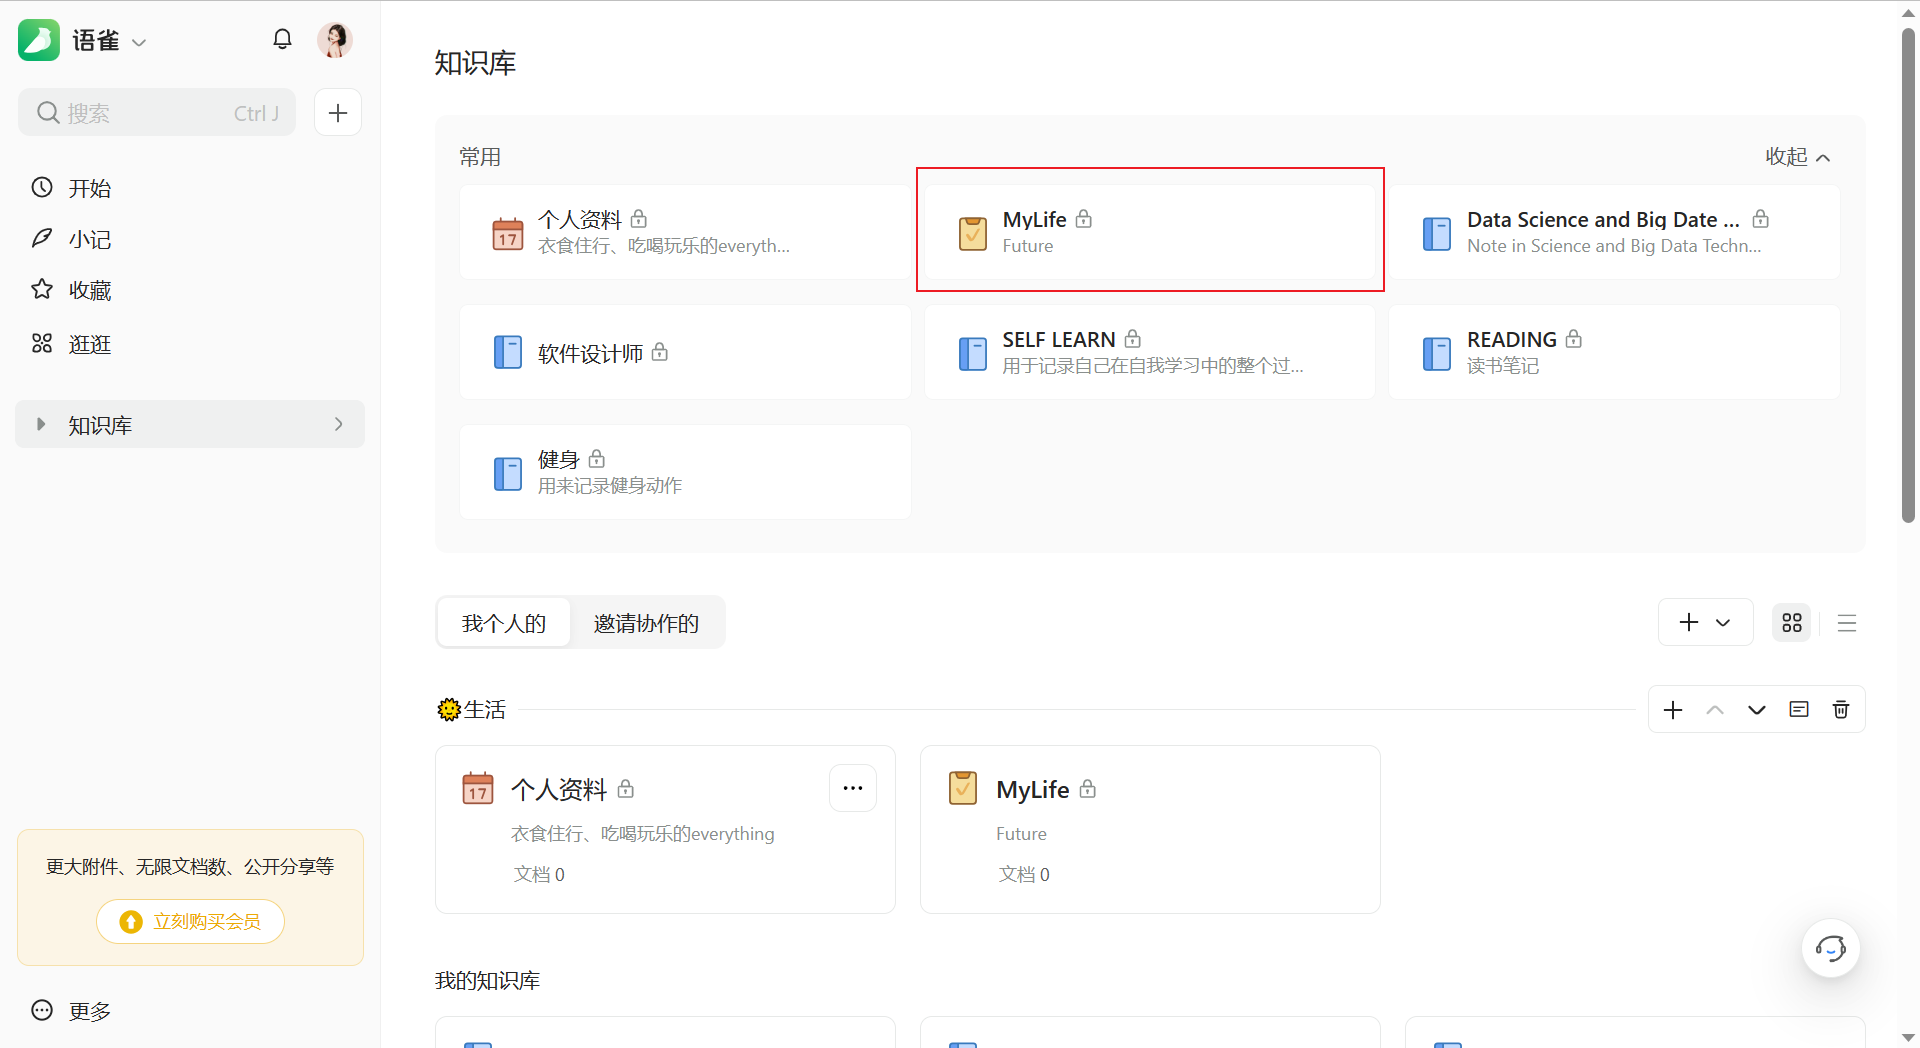 语雀
搜索 Ctrl J
开始
小记
收藏
逛逛
知识库
更大附件、无限文档数、公开分享等
立刻购买会员
更多
知识库
常用 收起
个人资料
衣食住行、吃喝玩乐的everyth...
MyLife
Future
Data Science and Big Date ...
Note in Science and Big Data Techn...
软件设计师
SELF LEARN
用于记录自己在自我学习中的整个过...
READING
读书笔记
健身
用来记录健身动作
我个人的 邀请协作的
生活
17
个人资料
衣食住行、吃喝玩乐的everything
文档 0
MyLife
Future
文档 0
我的知识库